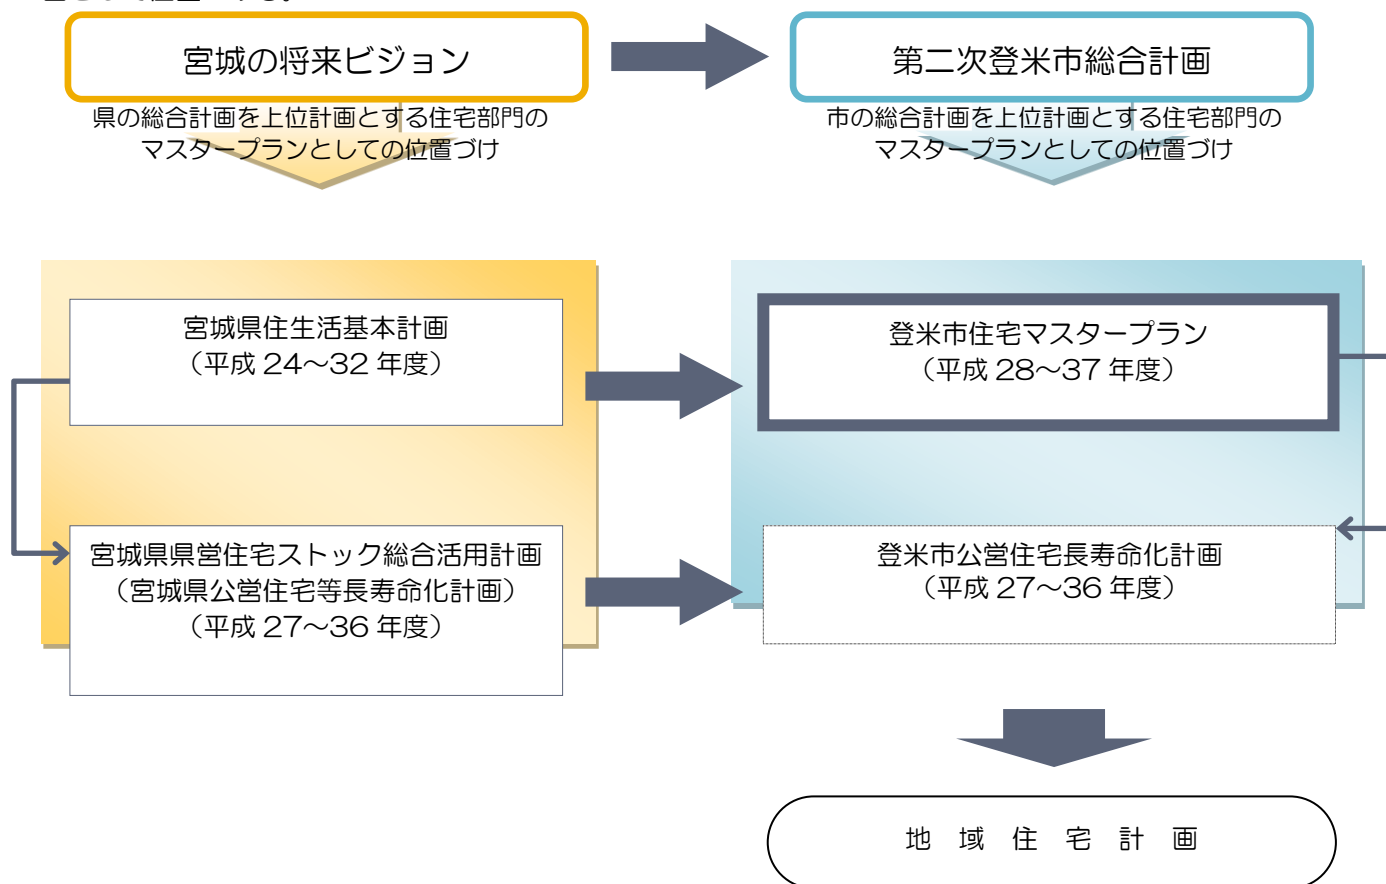 宮城の将来ビジョン
第二次登米市総合計画
県の総合計画を上位計画とする住宅部門の
マスタープランとしての位置づけ
市の総合計画を上位計画とする住宅部門の
マスタープランとしての位置づけ
宮城県住生活基本計画
（平成 24～32 年度）
登米市住宅マスタープラン
（平成 28～37 年度）
宮城県県営住宅ストック総合活用計画
（宮城県公営住宅等長寿命化計画）
（平成 27～36 年度）
登米市公営住宅長寿命化計画
（平成 27～36 年度）
地 域 住 宅 計 画